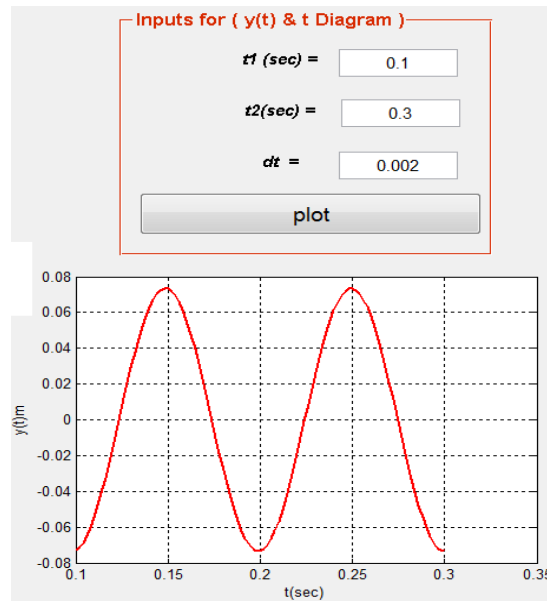 Inputs for ( y(t) & t Diagram )
t1 (sec) = 0.1
t2(sec) = 0.3
dt = 0.002
plot
0.08
0.06
0.04
0.02
0
-0.02
-0.04
-0.06
-0.08
y(t)m
0.1 0.15 0.2 0.25 0.3 0.35
t(sec)